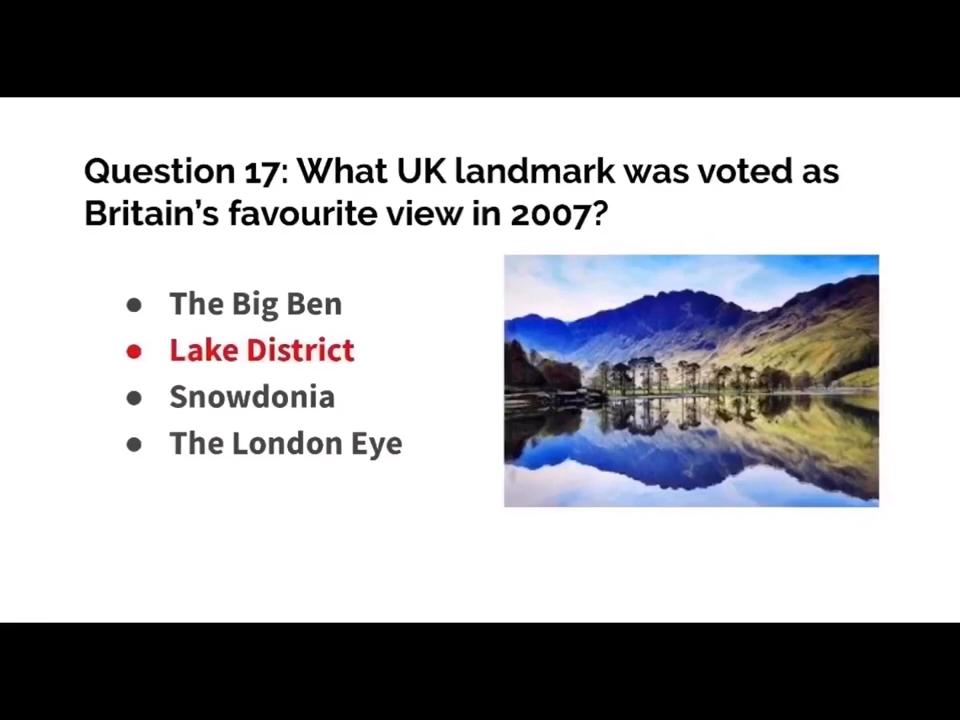 Question 17: What UK landmark was voted as
Britain's favourite view in 2007?
● The Big Ben
● Lake District
● Snowdonia
● The London Eye